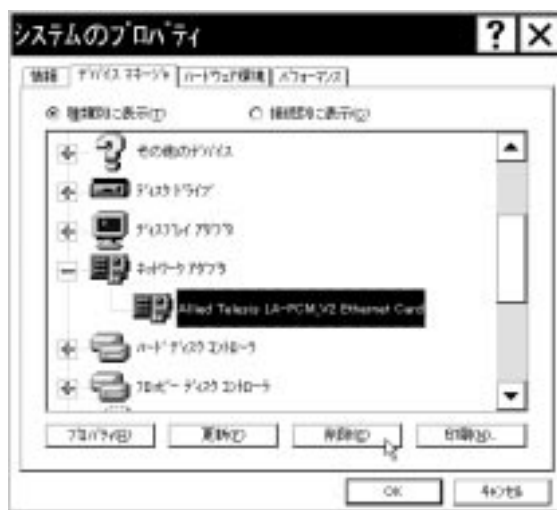 システムのプロパティ
情報 デバイス マネージャ ハードウェア環境 パフォーマンス
種類別に表示(T) 接続別に表示(C)
その他のデバイス
ディスク ドライブ
ディスプレイ アダプタ
ネットワーク アダプタ
Allied Telesis LA-PCM_V2 Ethernet Card
ハード ディスク コントローラ
フロッピー ディスク コントローラ
プロパティ(R) 更新(F) 削除(E) 印刷(N)...
OK キャンセル